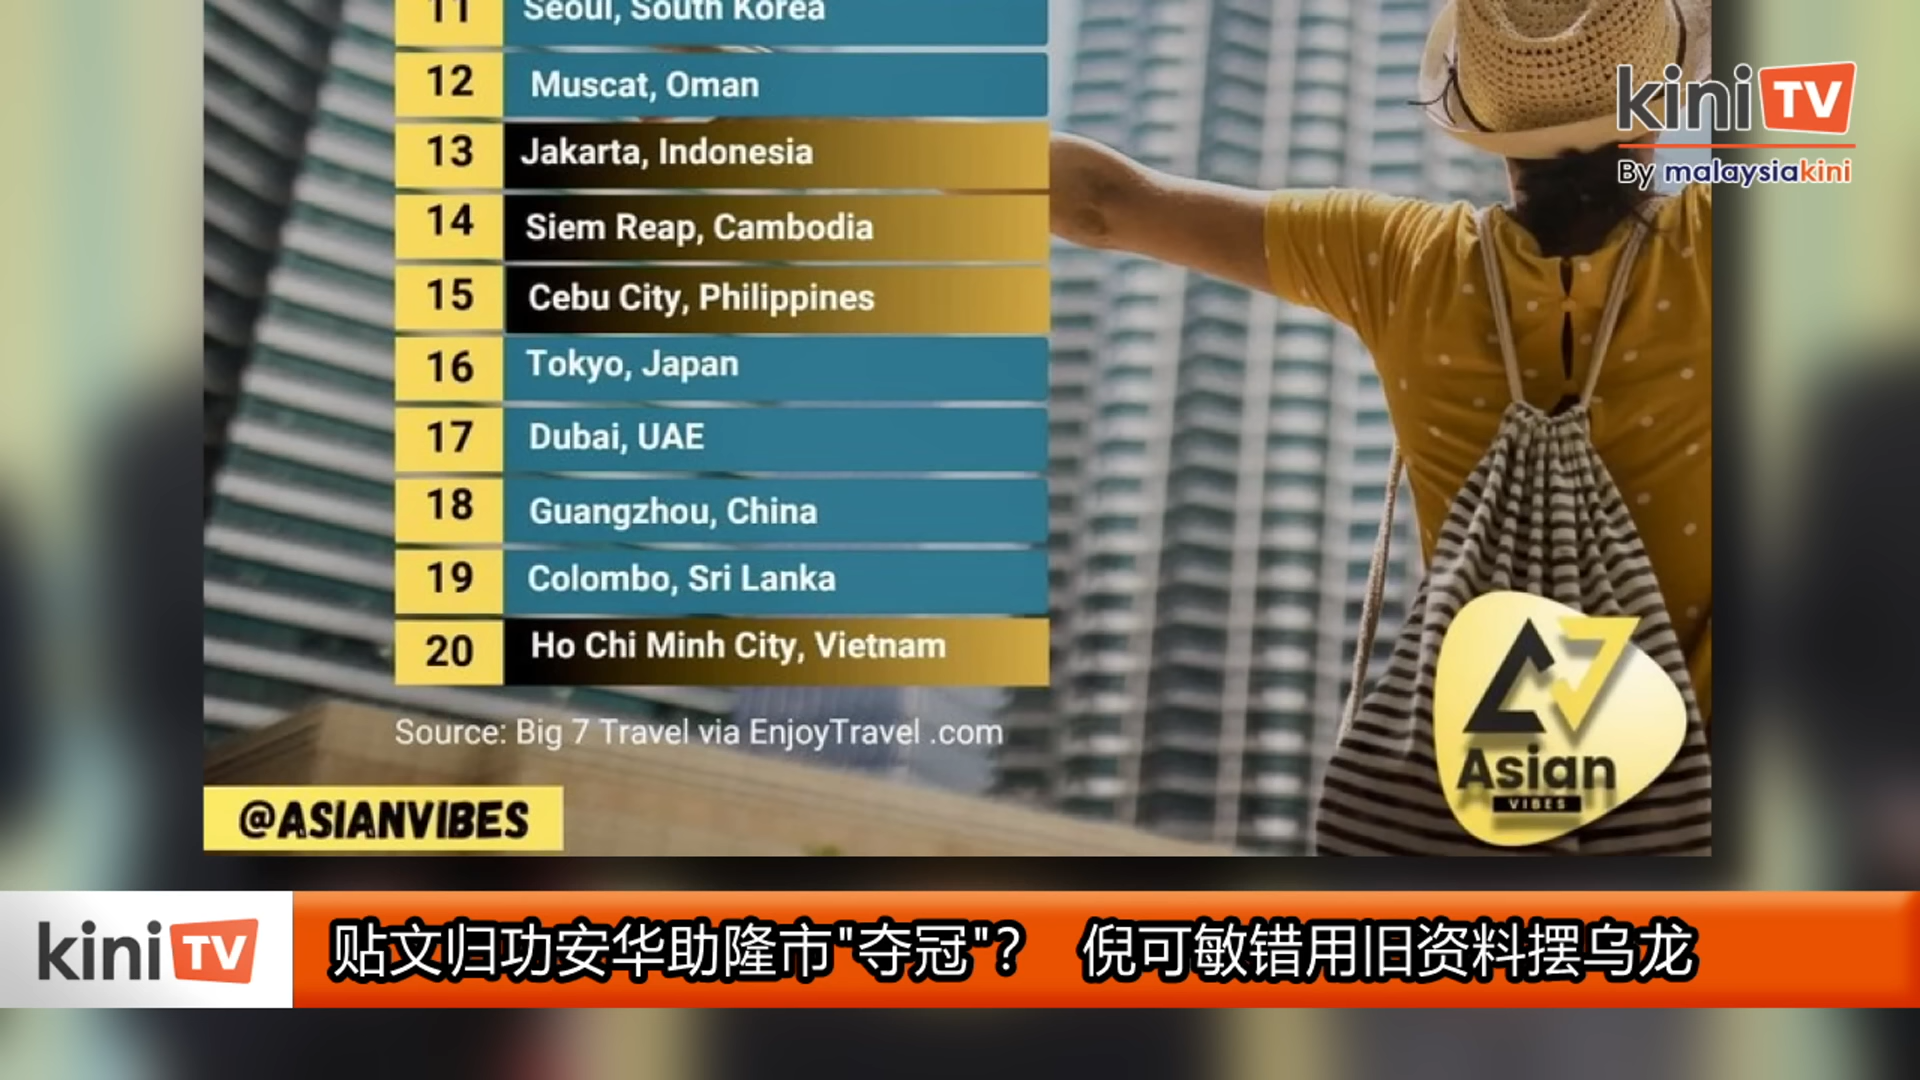 11 Seoul, South Korea
12 Muscat, Oman
13 Jakarta, Indonesia
14 Siem Reap, Cambodia
15 Cebu City, Philippines
16 Tokyo, Japan
17 Dubai, UAE
18 Guangzhou, China
19 Colombo, Sri Lanka
20 Ho Chi Minh City, Vietnam
Source: Big 7 Travel via EnjoyTravel .com
@ASIANVIBES
kini TV
By malaysiakini
Asian
VIBES
kini TV
贴文归功安华助隆市"夺冠"? 倪可敏错用旧资料摆乌龙